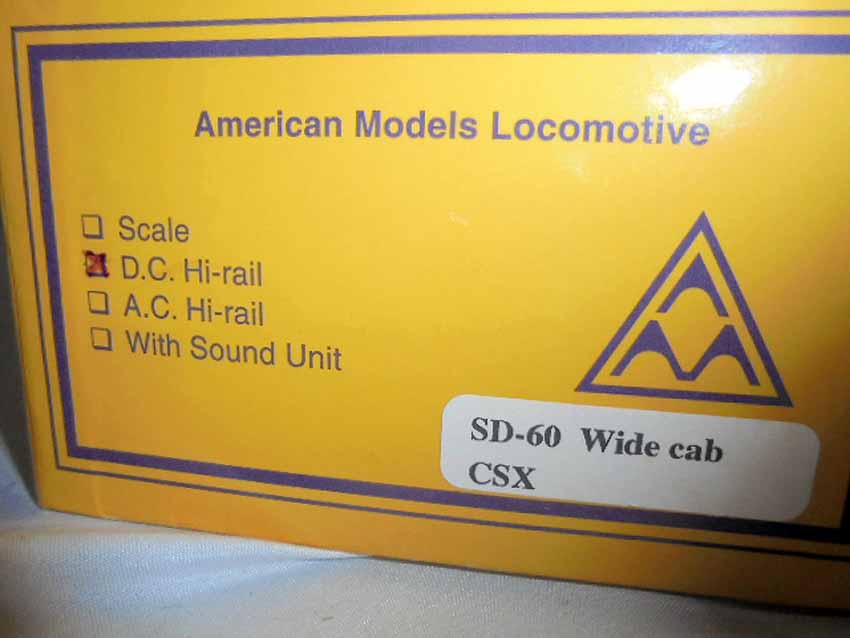 American Models Locomotive
Scale
D.C. Hi-rail
A.C. Hi-rail
With Sound Unit
SD-60 Wide cab
CSX